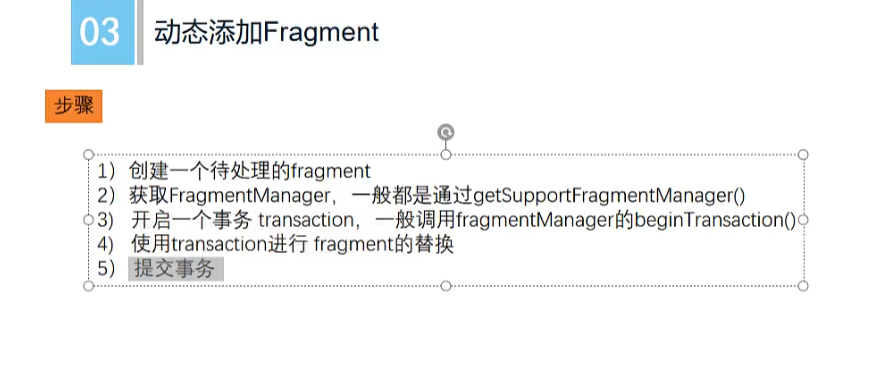 03 动态添加Fragment
步骤
1）创建一个待处理的fragment
2）获取FragmentManager，一般都是通过getSupportFragmentManager()
3） 开启一个事务 transaction，一般调用fragmentManager的beginTransaction()
4） 使用transaction进行 fragment的替换
5） 提交事务